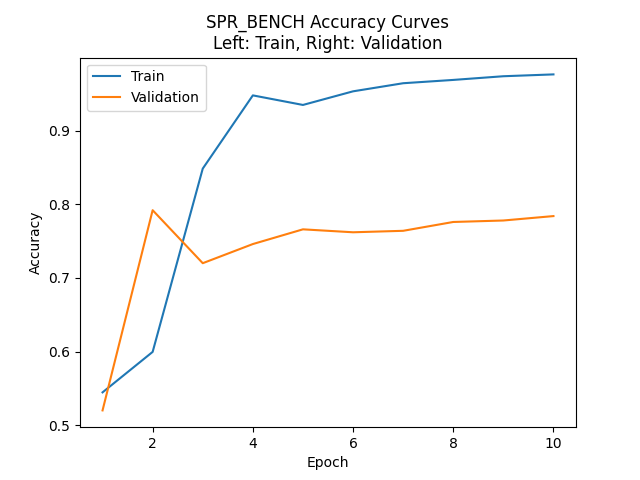 SPR_BENCH Accuracy Curves
Left: Train, Right: Validation
Train
Validation
Accuracy
0.9
0.8
0.7
0.6
0.5
2 4 6 8 10
Epoch